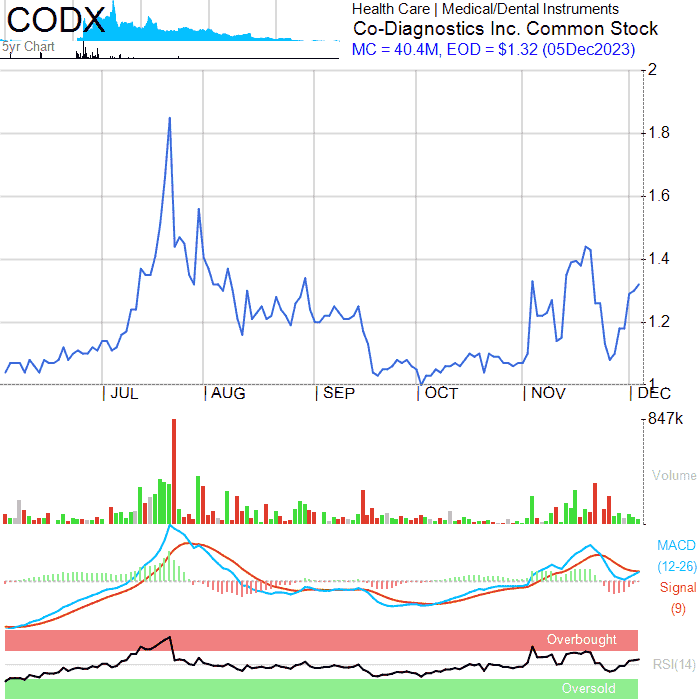 CODX
5yr Chart
Health Care | Medical/Dental Instruments
Co-Diagnostics Inc. Common Stock
MC = 40.4M, EOD = $1.32 (05Dec2023)
2
1.8
1.6
1.4
1.2
1
JUL AUG SEP OCT NOV DEC
847k
Volume
MACD
(12-26)
Signal
(9)
Overbought
RSI(14)
Oversold